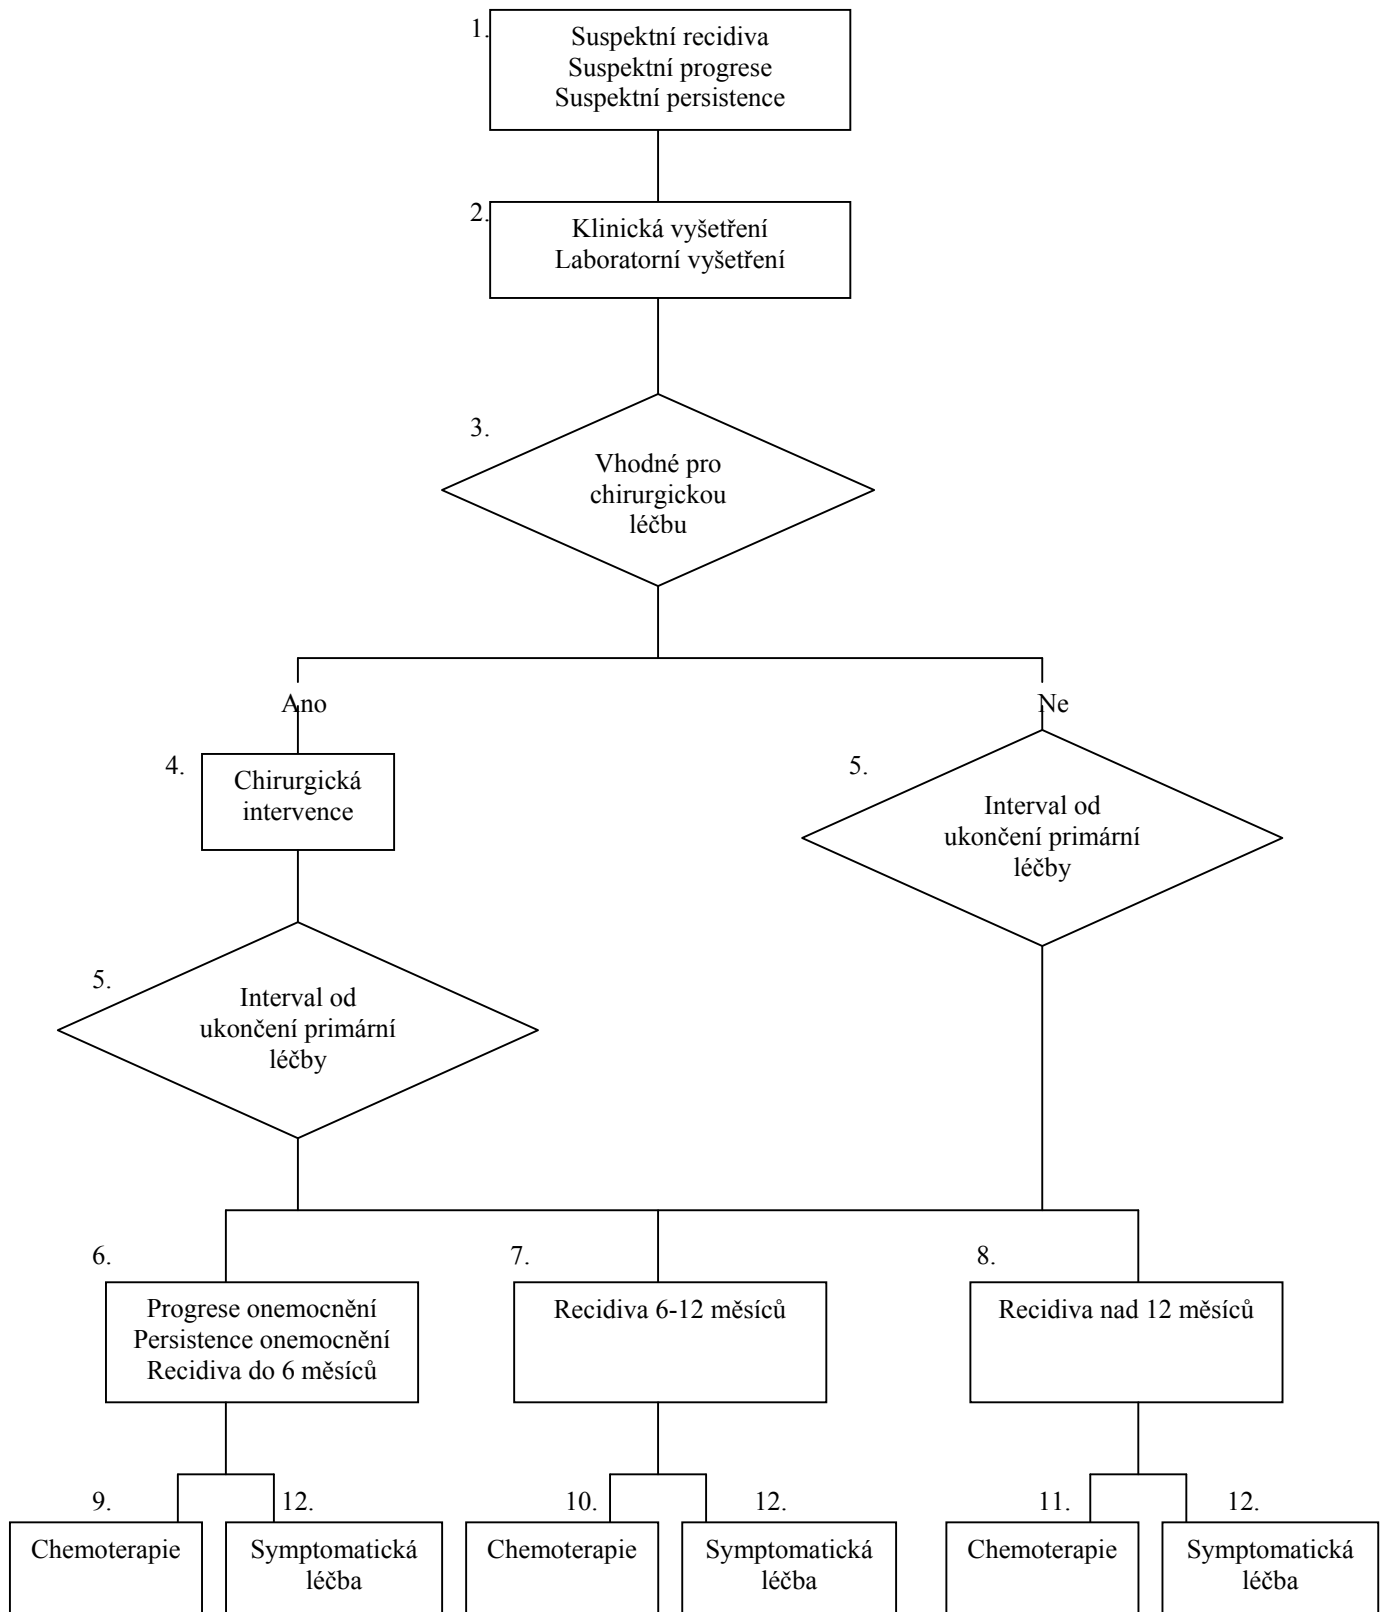 1.
Suspektní recidiva
Suspektní progrese
Suspektní persistence
2.
Klinická vyšetření
Laboratorní vyšetření
3.
Vhodné pro
chirurgickou
léčbu
Ano
Ne
4.
Chirurgická
intervence
5.
Interval od
ukončení primární
léčby
5.
Interval od
ukončení primární
léčby
6.
Progrese onemocnění
Persistence onemocnění
Recidiva do 6 měsíců
7.
Recidiva 6-12 měsíců
8.
Recidiva nad 12 měsíců
9.
Chemoterapie
12.
Symptomatická
léčba
10.
Chemoterapie
12.
Symptomatická
léčba
11.
Chemoterapie
12.
Symptomatická
léčba